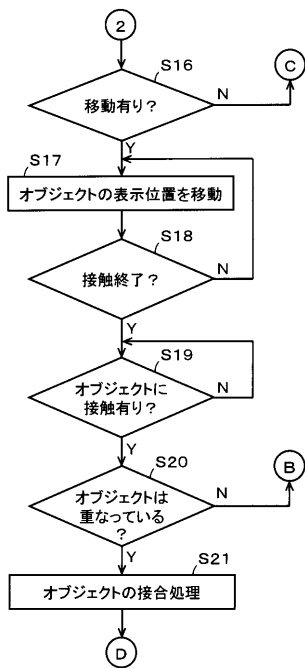 2
S16
C
移動有り？
N
Y
S17
オブジェクトの表示位置を移動
S18
接触終了？
N
Y
S19
オブジェクトに
接触有り？
N
Y
S20
B
オブジェクトは
重なっている
？
N
Y
S21
オブジェクトの接合処理
D